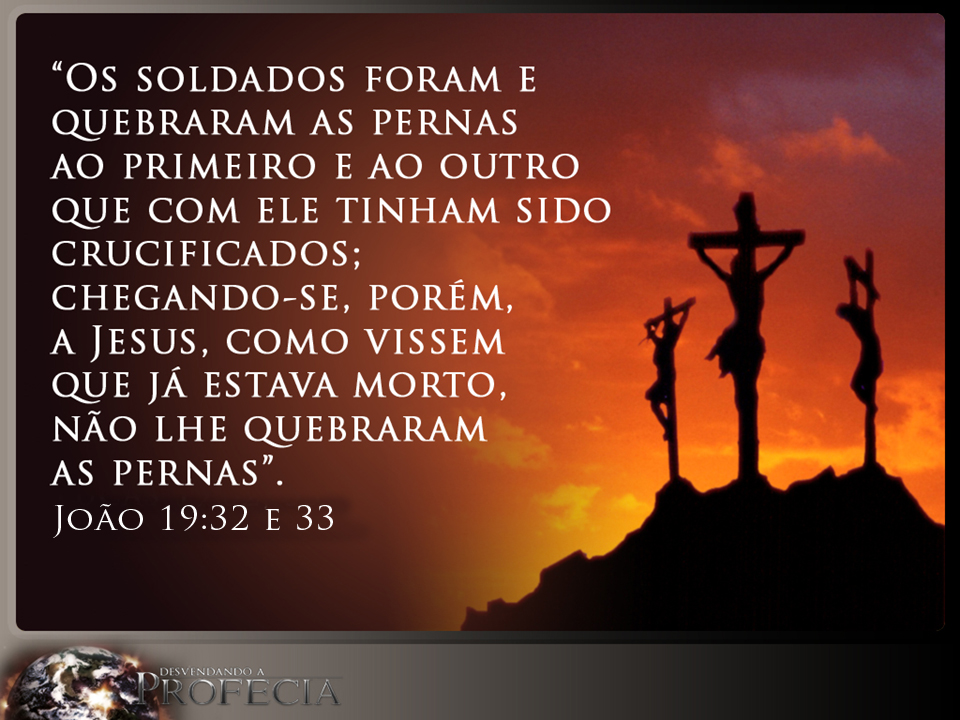 “Os soldados foram e
quebraram as pernas
ao primeiro e ao outro
que com ele tinham sido
crucificados;
chegando-se, porém,
a Jesus, como vissem
que já estava morto,
não lhe quebraram
as pernas”.
João 19:32 e 33
Desvendando a
Profecia